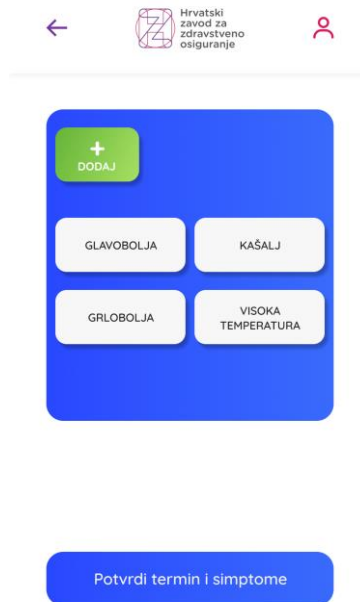 Hrvatski
zavod za
zdravstveno
osiguranje
+
DODAJ
GLAVOBOLJA
KAŠALJ
GRLOBOLJA
VISOKA
TEMPERATURA
Potvrdi termin i simptome